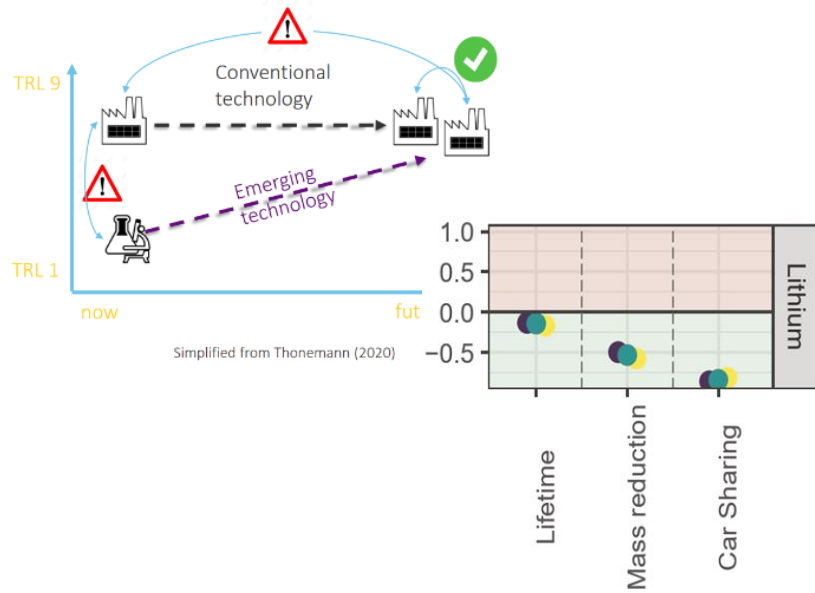 TRL 9
Conventional
technology
Emerging
technology
TRL 1
now
fut
Simplified from Thonemann (2020)
1.0
0.5
0.0
−0.5
Lithium
Lifetime
Mass reduction
Car Sharing